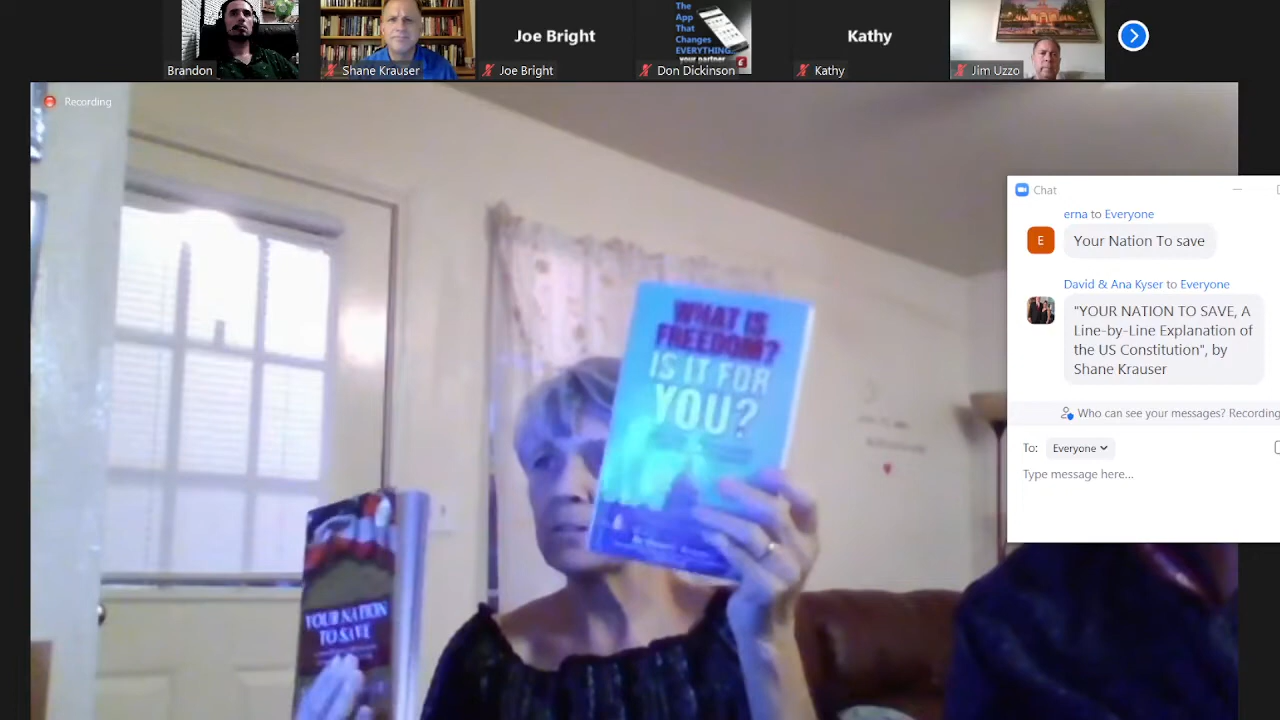 The
App
That
Changes
EVERYTHING.
your partner
Joe Bright
Kathy
Brandon
Shane Krauser
Joe Bright
Don Dickinson
Kathy
Jim Uzzo
Recording
Chat
erna to Everyone
E
Your Nation To save
David & Ana Kyser to Everyone
"YOUR NATION TO SAVE, A
Line-by-Line Explanation of
the US Constitution", by
Shane Krauser
Who can see your messages? Recording
To: Everyone
Type message here...
WHAT IS
FREEDOM?
IS IT FOR
YOU?
YOUR NATION
TO SAVE